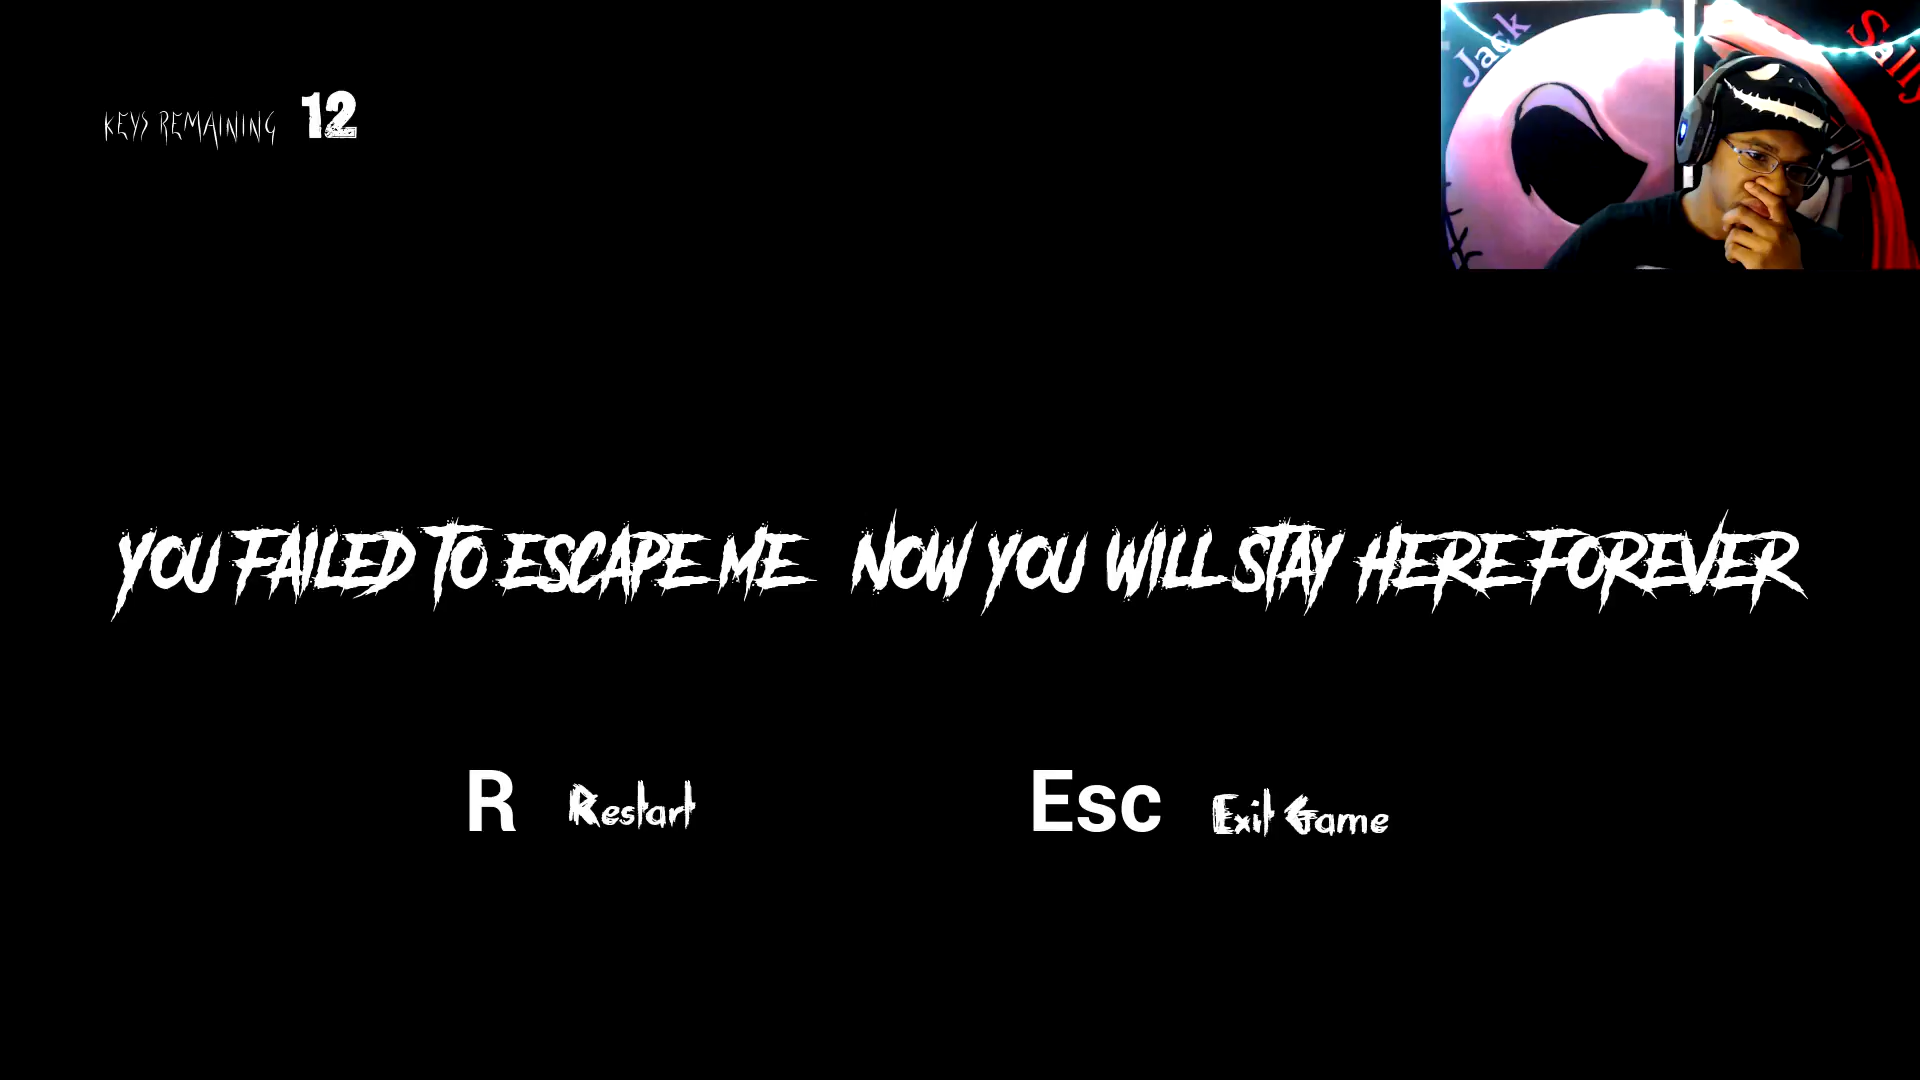 Jack
Sally
KEYS REMAINING 12
YOU FAILED TO ESCAPE ME NOW YOU WILL STAY HERE FOREVER
R Restart
Esc Exit Game